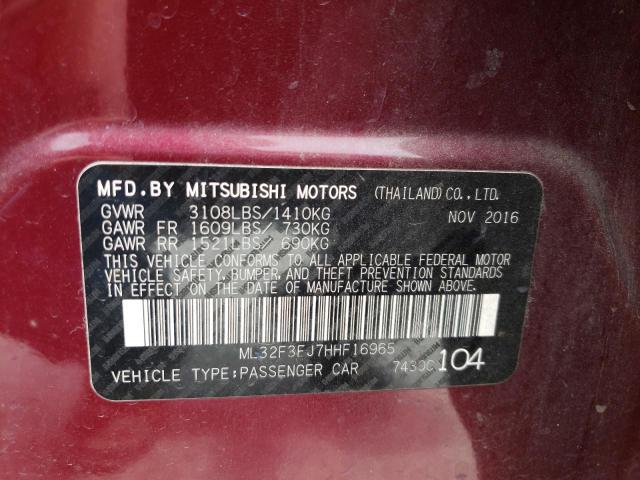 MFD.BY MITSUBISHI MOTORS (THAILAND)CO.,LTD.
GVWR 3108LBS/1410KG NOV 2016
GAWR FR 1609LBS/ 730KG
GAWR RR 1521LBS/ 690KG
THIS VEHICLE CONFORMS TO ALL APPLICABLE FEDERAL MOTOR
VEHICLE SAFETY, BUMPER, AND THEFT PREVENTION STANDARDS
IN EFFECT ON THE DATE OF MANUFACTURE SHOWN ABOVE.
ML32F3FJ7HHF16965
VEHICLE TYPE:PASSENGER CAR 7430C104